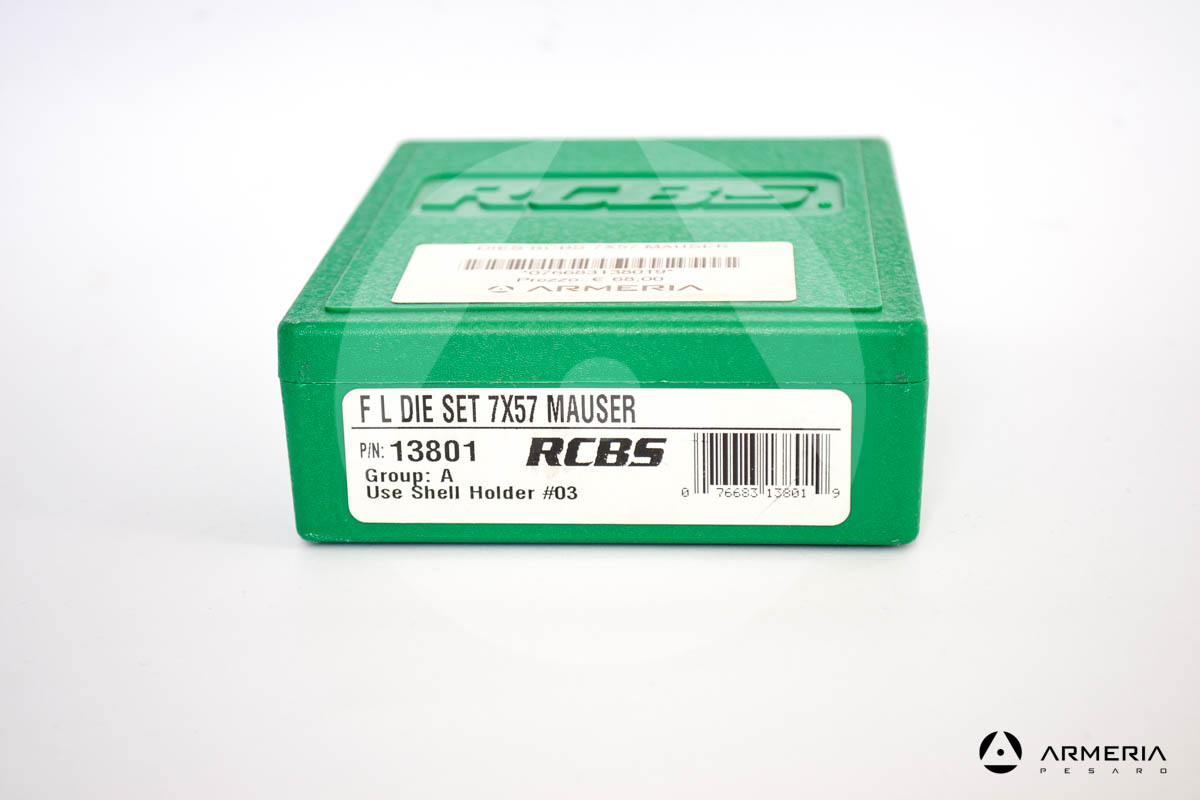 RCBS.
DIES RCBS 7X57 MAUSER
*076683138019*
Prezzo: € 68,00
ARMERIA
F L DIE SET 7X57 MAUSER
P/N: 13801
RCBS
Group: A
Use Shell Holder #03
0 76683 13801 9
ARMERIA
PESARO